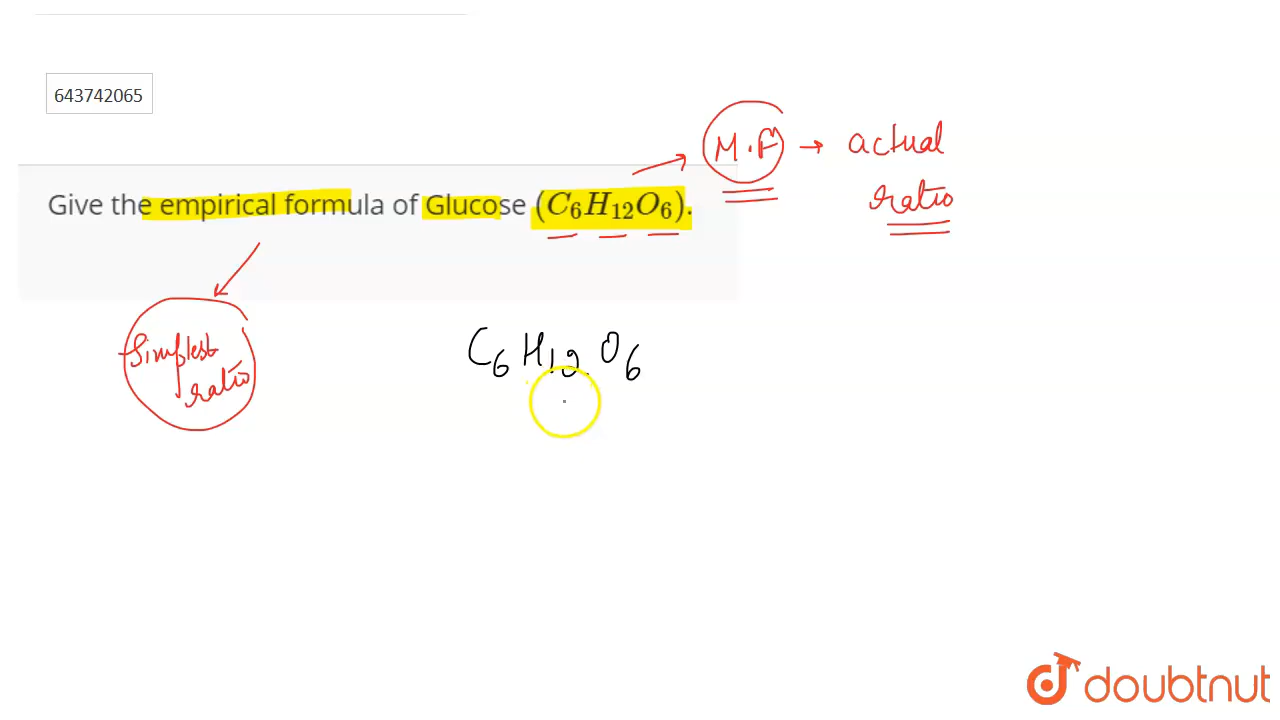 643742065
M.F → actual
ratio
Give the empirical formula of Glucose (C₆H₁₂O₆).
Simplest
ratio
C₆H₁₂O₆
doubtnut